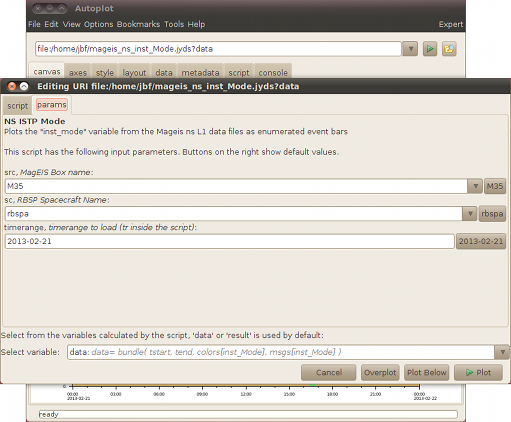 Autoplot
File Edit View Options Bookmarks Tools Help Expert
file:/home/jbf/mageis_ns_inst_Mode.jyds?data
canvas axes style layout data metadata script console
Editing URI file:/home/jbf/mageis_ns_inst_Mode.jyds?data
script params
NS ISTP Mode
Plots the "inst_mode" variable from the Mageis ns L1 data files as enumerated event bars
This script has the following input parameters. Buttons on the right show default values.
src, MagEIS Box name:
M35 M35
sc, RBSP Spacecraft Name:
rbspa rbspa
timerange, timerange to load (tr inside the script):
2013-02-21 2013-02-21
Select from the variables calculated by the script, 'data' or 'result' is used by default:
Select variable: data: data= bundle( tstart, tend, colors[inst_Mode], msgs[inst_Mode] )
Cancel Overplot Plot Below Plot
00:00 03:00 06:00 09:00 12:00 15:00 18:00 21:00 00:00
2013-02-21 2013-02-22
ready